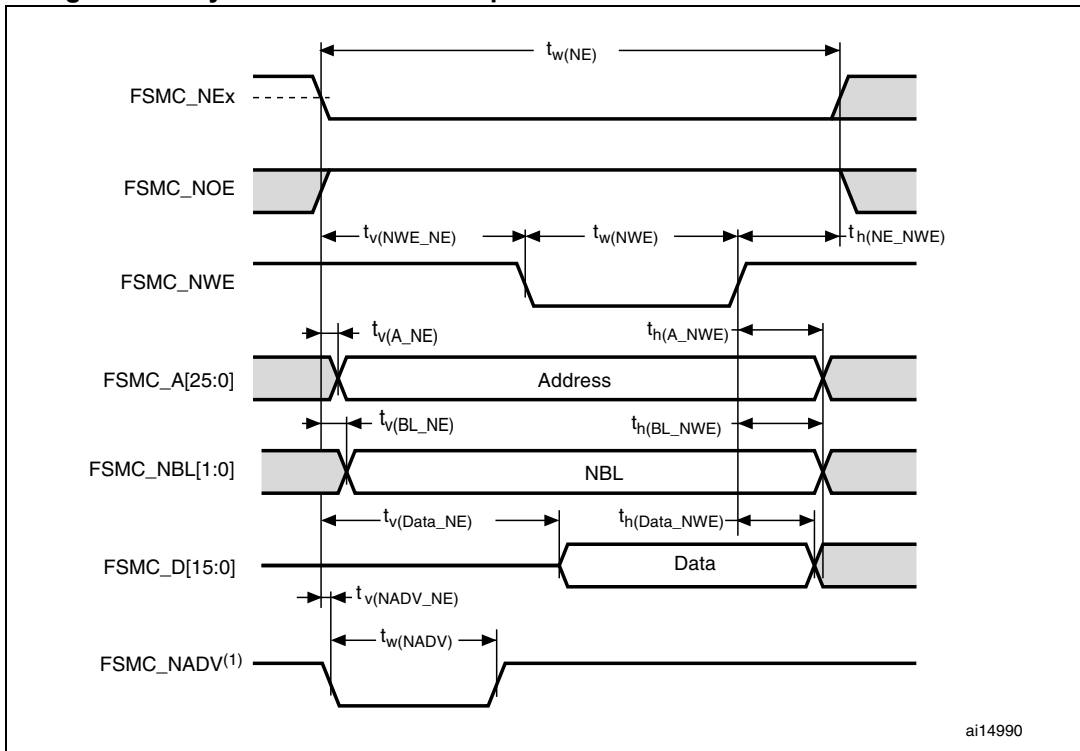 t_w(NE)
FSMC_NEx
FSMC_NOE
t_v(NWE_NE) t_w(NWE) t_h(NE_NWE)
FSMC_NWE
t_v(A_NE) t_h(A_NWE)
FSMC_A[25:0] Address
t_v(BL_NE) t_h(BL_NWE)
FSMC_NBL[1:0] NBL
t_v(Data_NE) t_h(Data_NWE)
FSMC_D[15:0] Data
t_v(NADV_NE)
t_w(NADV)
FSMC_NADV(1)
ai14990